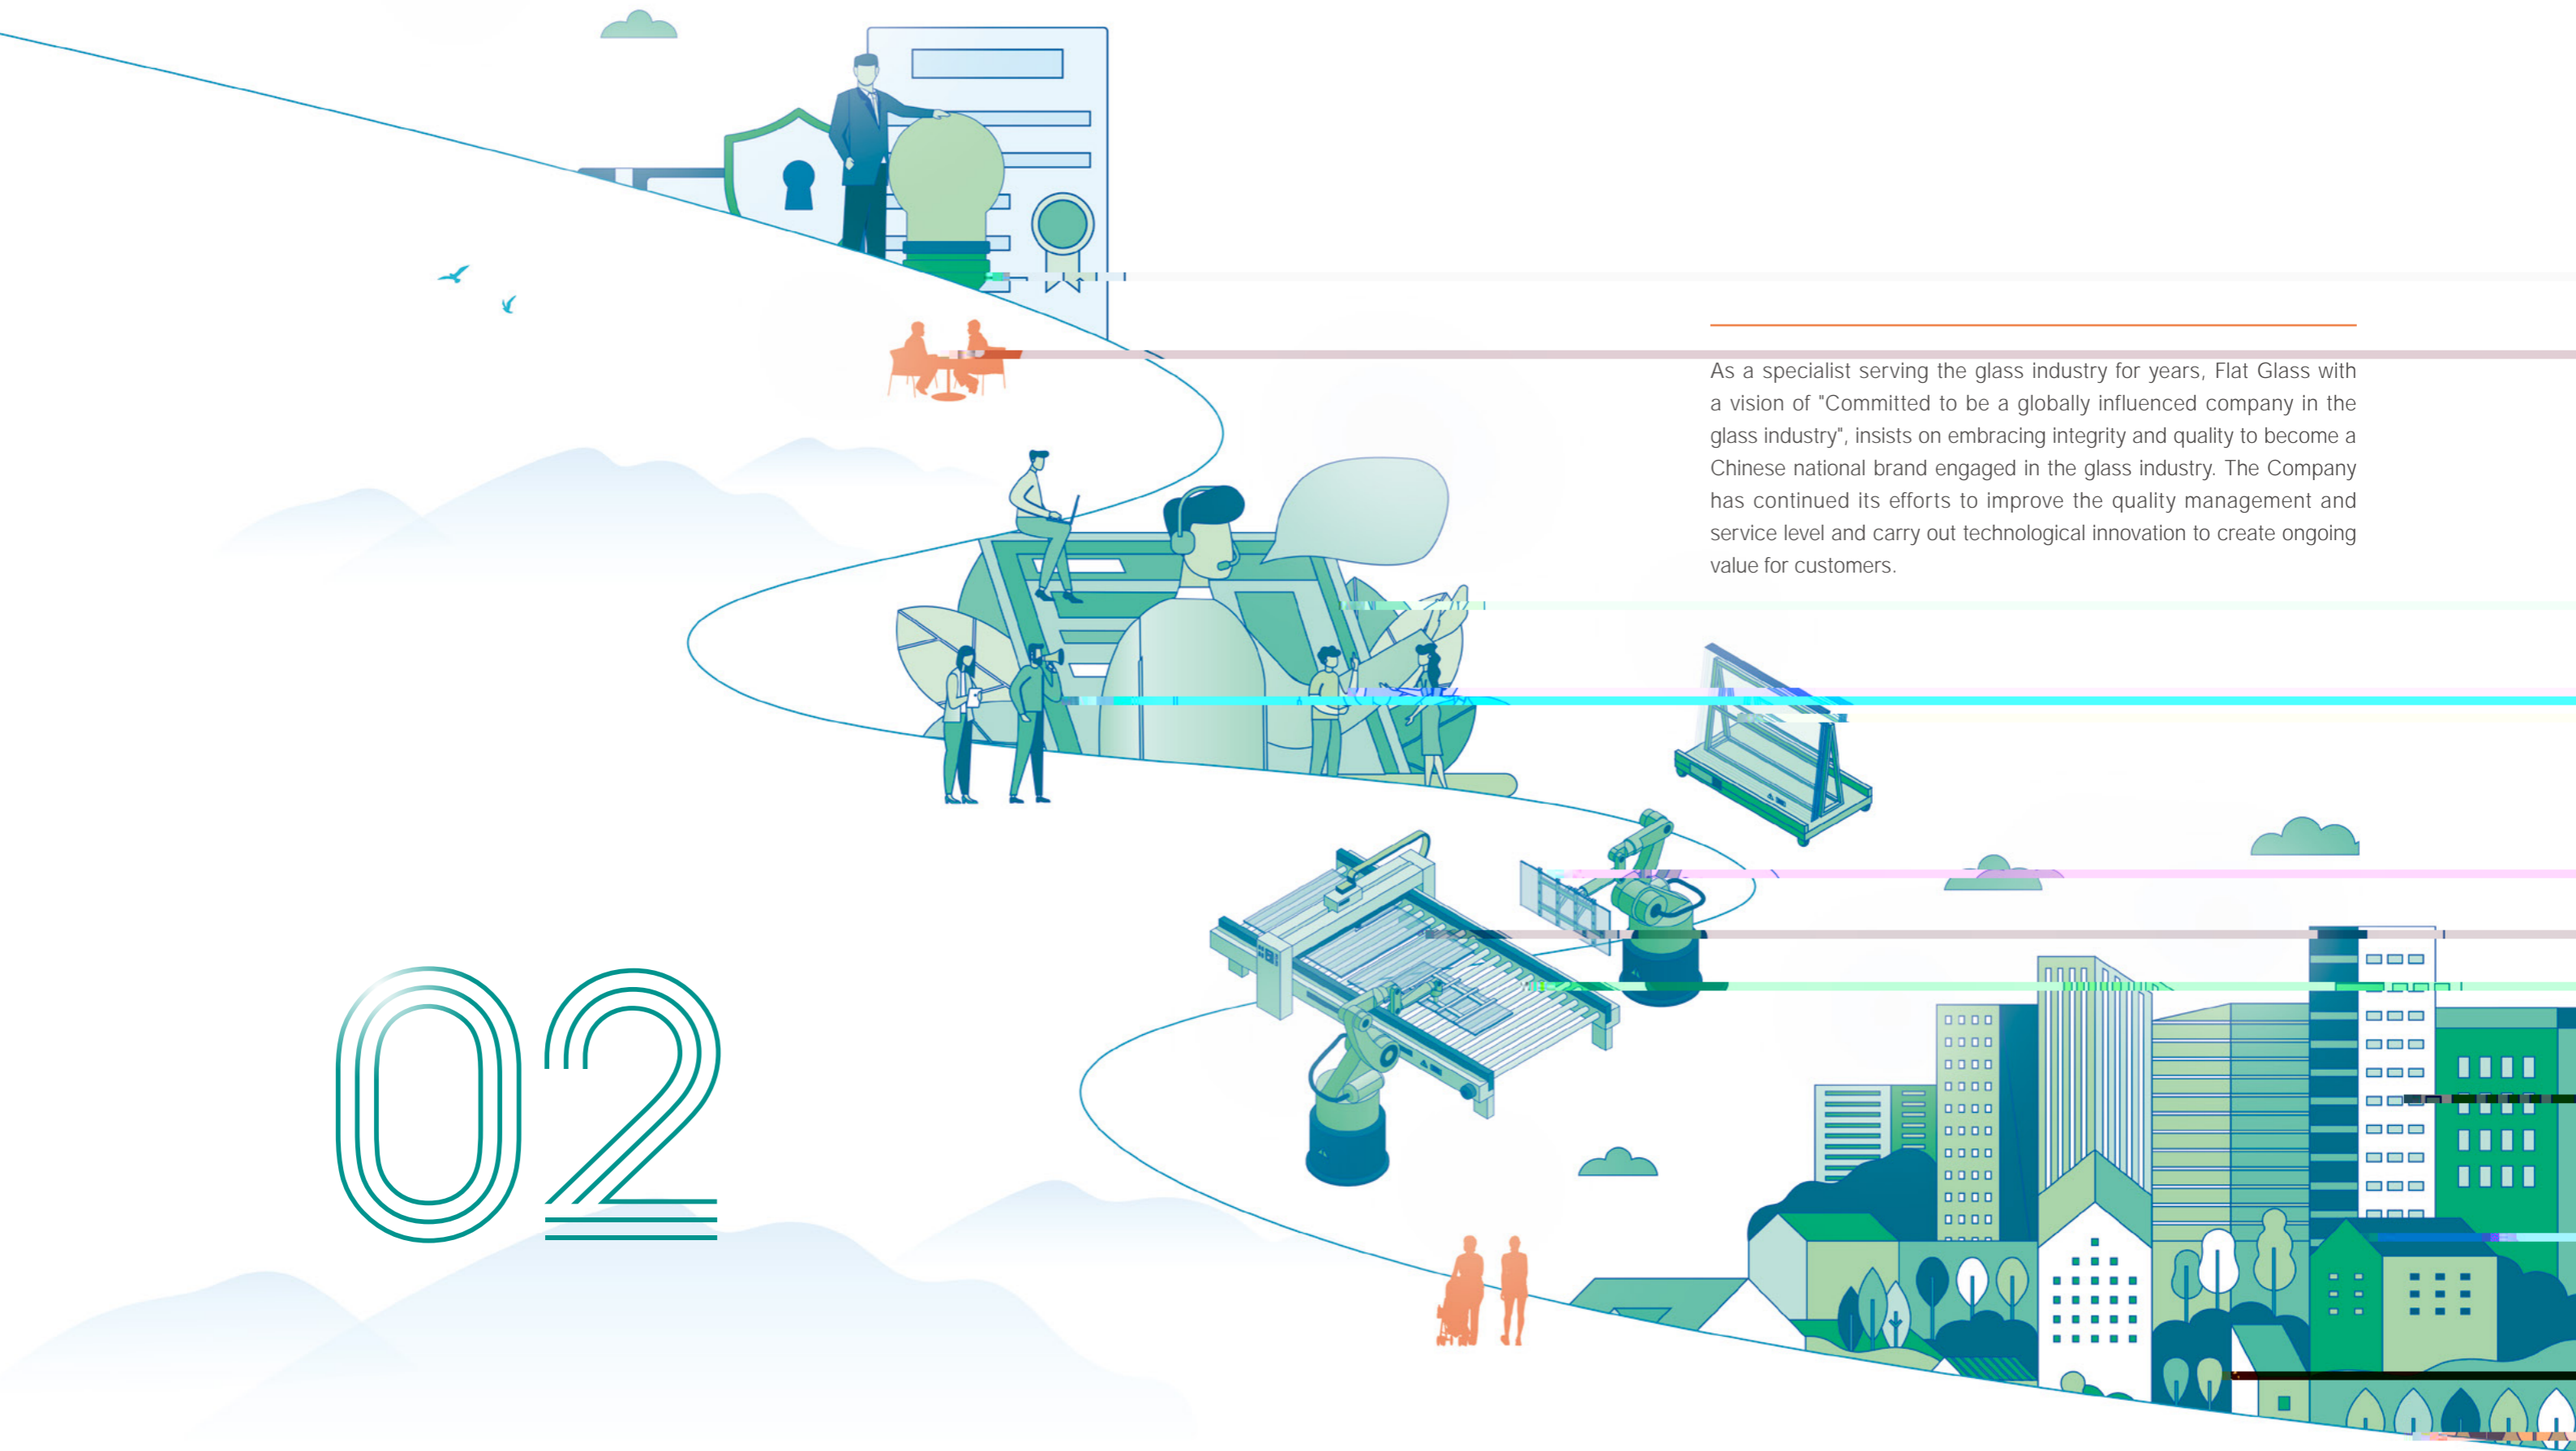 As a specialist serving the glass industry for years, Flat Glass with
a vision of "Committed to be a globally influenced company in the
glass industry", insists on embracing integrity and quality to become a
Chinese national brand engaged in the glass industry. The Company
has continued its efforts to improve the quality management and
service level and carry out technological innovation to create ongoing
value for customers.
02